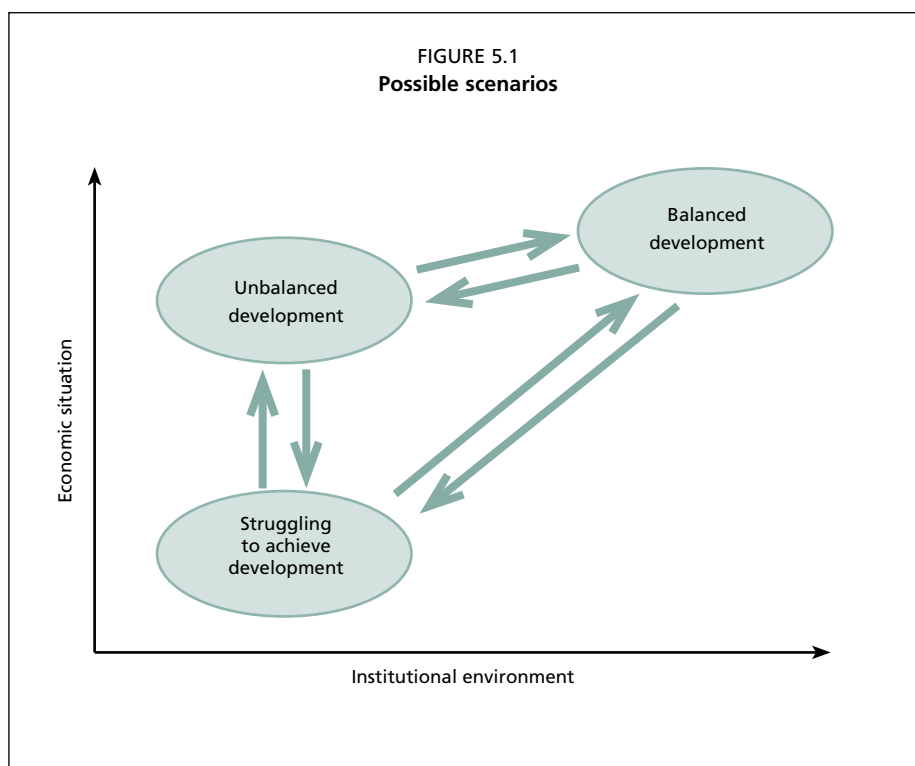 FIGURE 5.1
Possible scenarios
Balanced
development
Unbalanced
development
Economic situation
Struggling
to achieve
development
Institutional environment